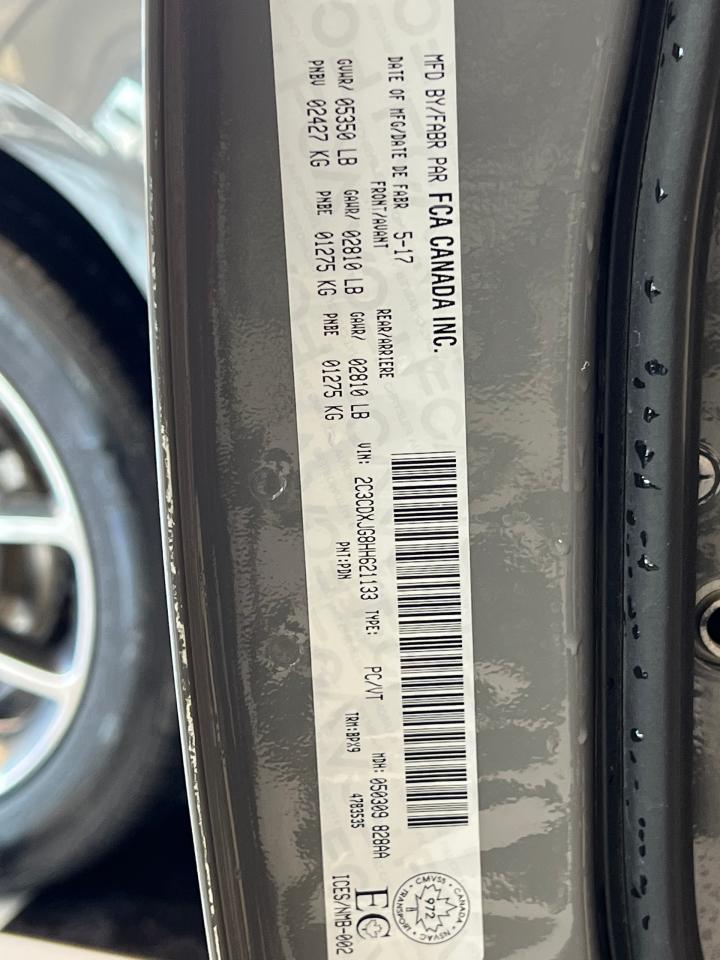 MFD BY/FABR PAR FCA CANADA INC.
DATE OF MFG/DATE DE FABR 5-17
FRONT/AVANT REAR/ARRIERE
GVWR/ 05350 LB GAWR/ 02810 LB GAWR/ 02810 LB
PNBV 02427 KG PNBE 01275 KG PNBE 01275 KG
VIN: 2C3CDXJG8HH621133 TYPE: PC/VT MDH: 050309 828AA
PNT:PDN TRM:BPX9 4783535
CANADA TRANSPORT
CMVSS NSVAC
972
EC
ICES/NMB-002